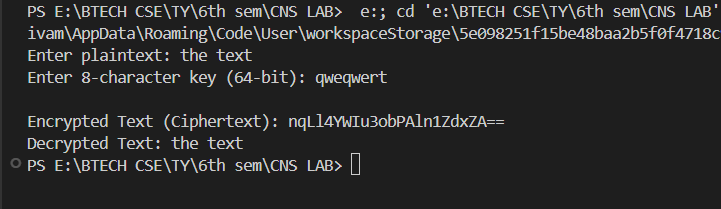 PS E:\BTECH CSE\TY\6th sem\CNS LAB>  e:; cd 'e:\BTECH CSE\TY\6th sem\CNS LAB'
ivam\AppData\Roaming\Code\User\workspaceStorage\5e098251f15be48baa2b5f0f4718c
Enter plaintext: the text
Enter 8-character key (64-bit): qweqwert

Encrypted Text (Ciphertext): nqLl4YWIu3obPAln1ZdxZA==
Decrypted Text: the text
PS E:\BTECH CSE\TY\6th sem\CNS LAB>